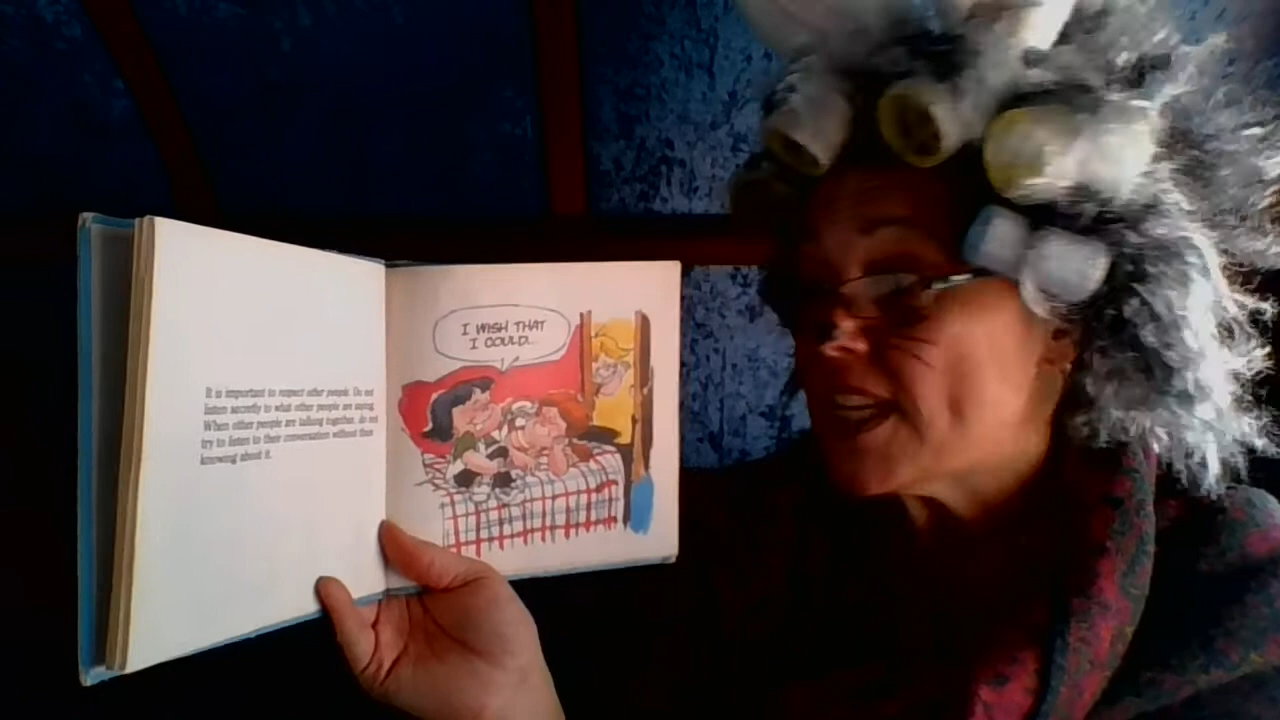 It is important to respect other people. Do not
listen secretly to what other people are saying.
When other people are talking together, do not
try to listen to their conversation without their
knowing about it.
I WISH THAT
I COULD...